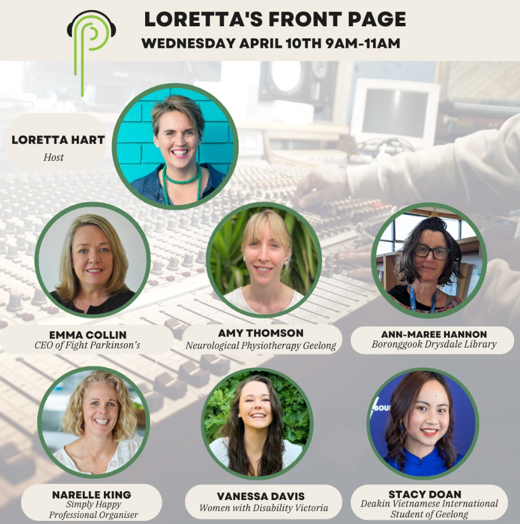 LORETTA'S FRONT PAGE
WEDNESDAY APRIL 10TH 9AM-11AM
LORETTA HART
Host
EMMA COLLIN
CEO of Fight Parkinson's
AMY THOMSON
Neurological Physiotherapy Geelong
ANN-MAREE HANNON
Boronggook Drysdale Library
NARELLE KING
Simply Happy
Professional Organiser
VANESSA DAVIS
Women with Disability Victoria
STACY DOAN
Deakin Vietnamese International
Student of Geelong